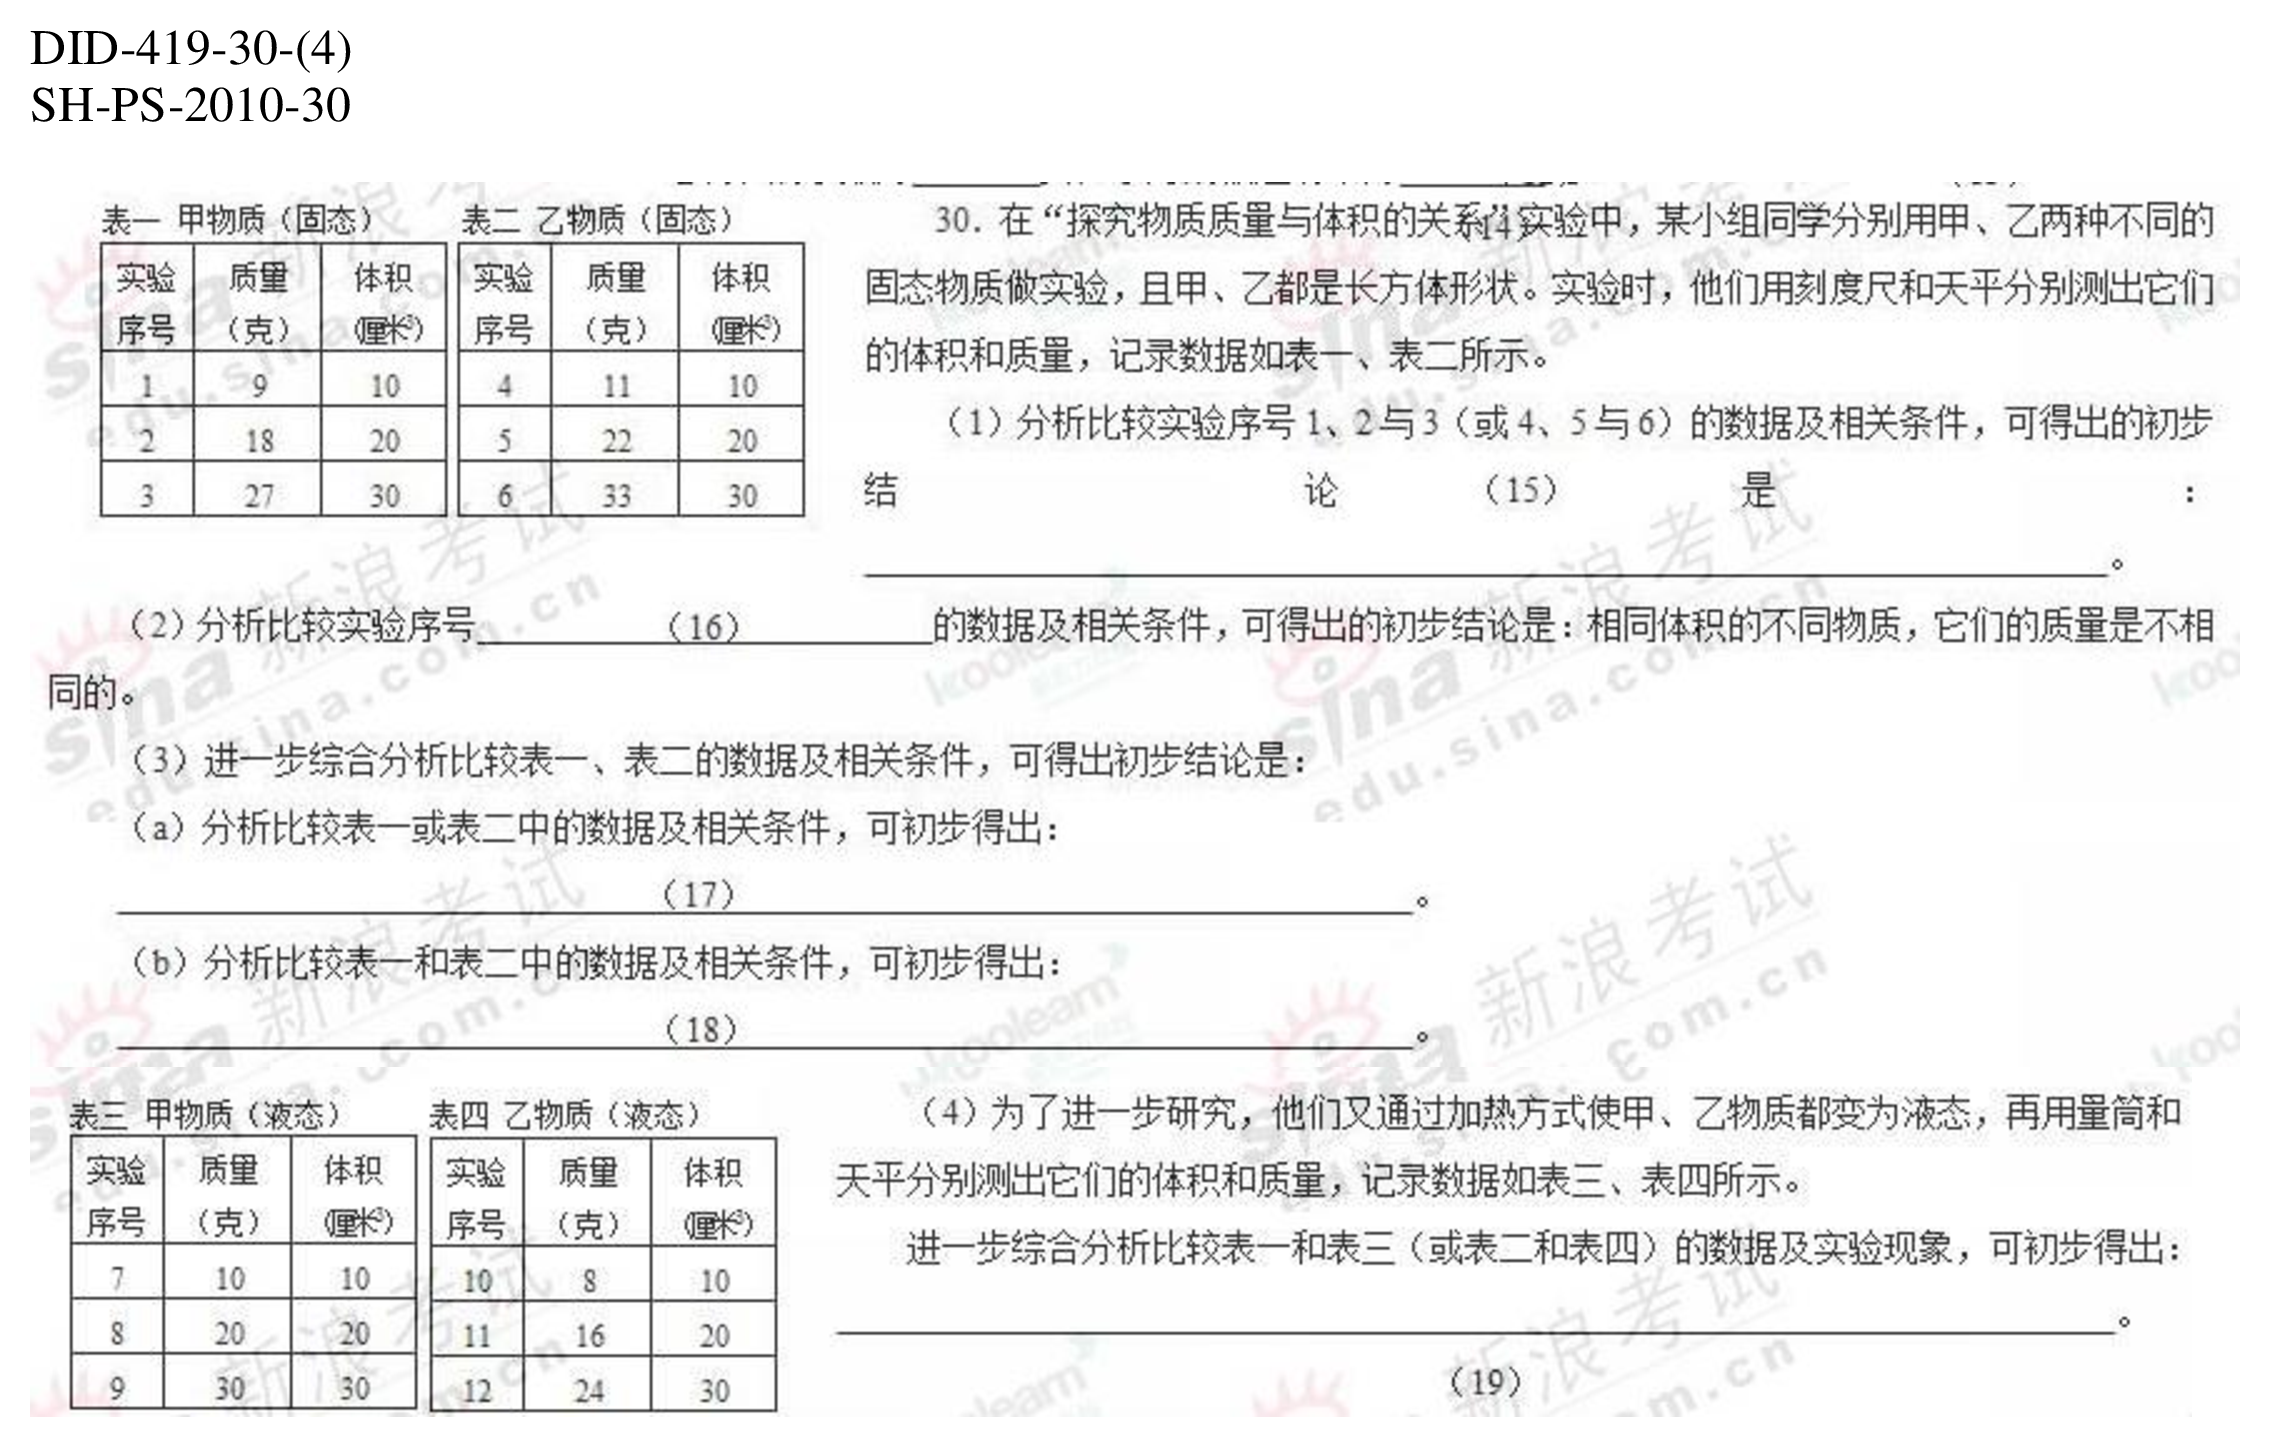 DID-419-30-(4)
SH-PS-2010-30
表一 甲物质（固态）
实验序号 质量（克） 体积（厘米³）
1 9 10
2 18 20
3 27 30
表二 乙物质（固态）
实验序号 质量（克） 体积（厘米³）
4 11 10
5 22 20
6 33 30
30．在“探究物质质量与体积的关系”实验中，某小组同学分别用甲、乙两种不同的
(14)
固态物质做实验，且甲、乙都是长方体形状。实验时，他们用刻度尺和天平分别测出它们
的体积和质量，记录数据如表一、表二所示。
（1）分析比较实验序号 1、2与3（或 4、5与6）的数据及相关条件，可得出的初步
结 论 （15） 是 ：
。
（2）分析比较实验序号 （16） 的数据及相关条件，可得出的初步结论是：相同体积的不同物质，它们的质量是不相
同的。
（3）进一步综合分析比较表一、表二的数据及相关条件，可得出初步结论是：
（a）分析比较表一或表二中的数据及相关条件，可初步得出：
（17） 。
（b）分析比较表一和表二中的数据及相关条件，可初步得出：
（18） 。
表三 甲物质（液态）
实验序号 质量（克） 体积（厘米³）
7 10 10
8 20 20
9 30 30
表四 乙物质（液态）
实验序号 质量（克） 体积（厘米³）
10 8 10
11 16 20
12 24 30
（4）为了进一步研究，他们又通过加热方式使甲、乙物质都变为液态，再用量筒和
天平分别测出它们的体积和质量，记录数据如表三、表四所示。
进一步综合分析比较表一和表三（或表二和表四）的数据及实验现象，可初步得出：
。
（19）
sina 新浪考试
edu.sina.com.cn
koolearn